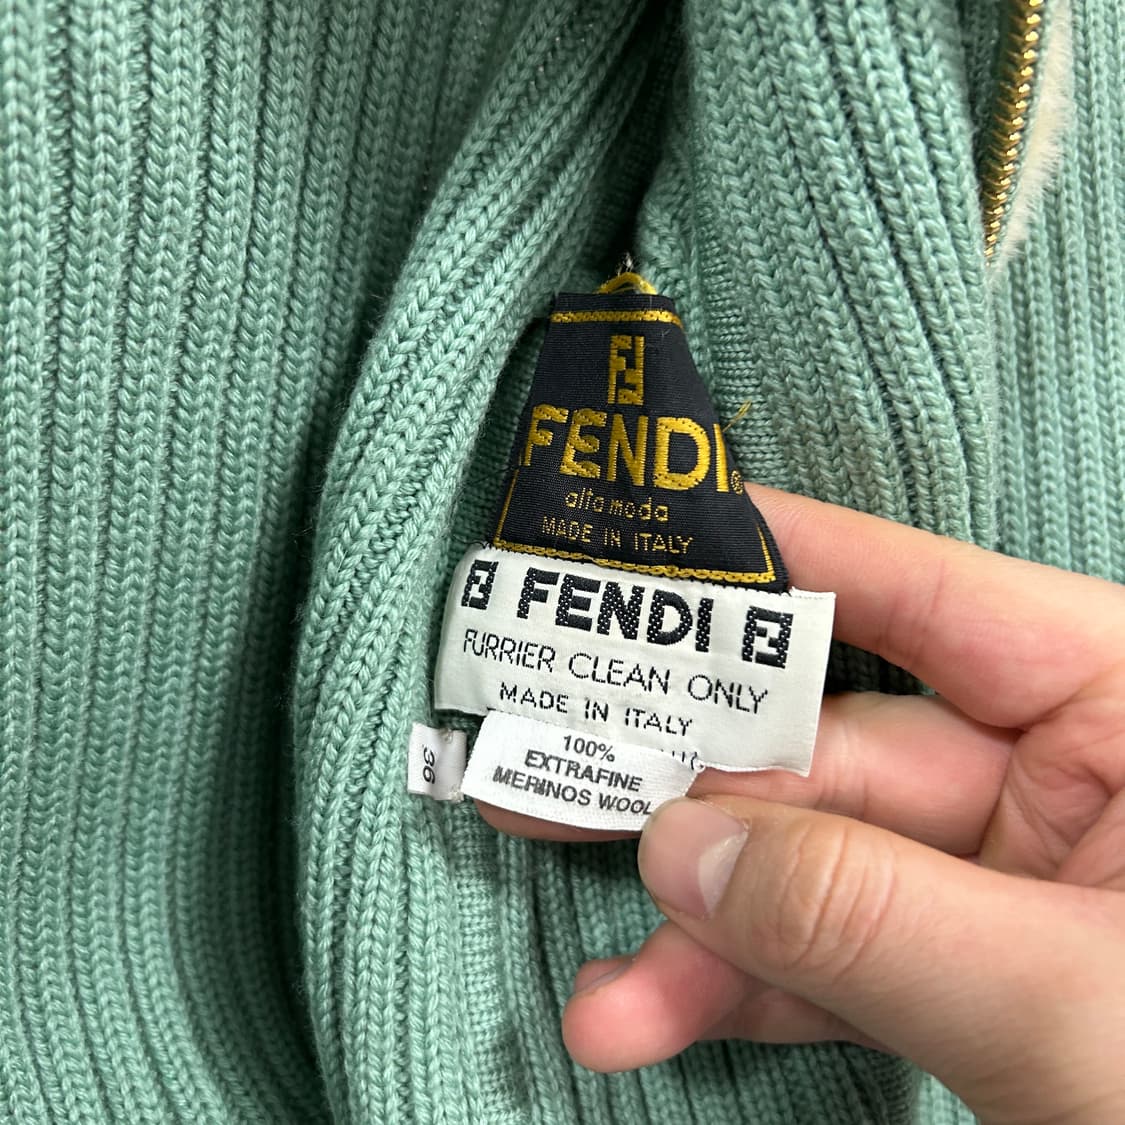 FENDI®
alta moda
MADE IN ITALY
FENDI
FURRIER CLEAN ONLY
MADE IN ITALY
100%
EXTRAFINE
MERINOS WOOL
36